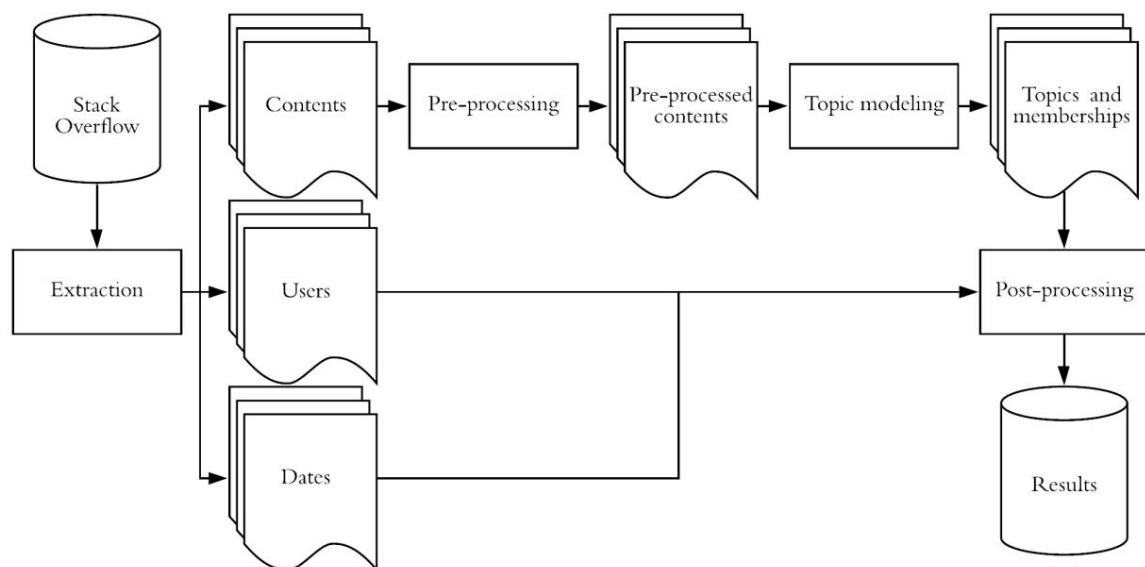 Stack
Overflow
Contents
Pre-processing
Pre-processed
contents
Topic modeling
Topics and
memberships
Extraction
Users
Post-processing
Dates
Results